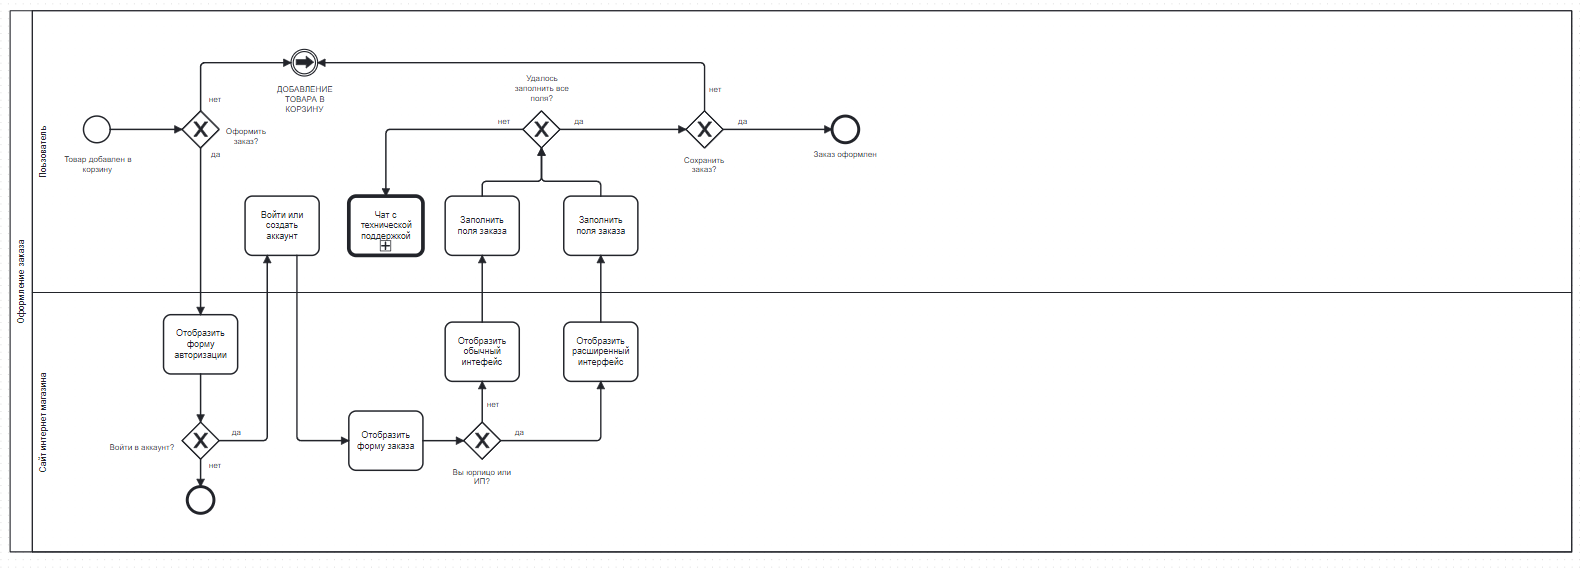 Оформление заказа
Пользователь
Сайт интернет магазина
Товар добавлен в
корзину
Оформить
заказ?
нет
да
ДОБАВЛЕНИЕ
ТОВАРА В
КОРЗИНУ
Удалось
заполнить все
поля?
нет
да
Сохранить
заказ?
нет
да
Заказ оформлен
Войти или
создать
аккаунт
Чат с
технической
поддержкой
Заполнить
поля заказа
Заполнить
поля заказа
Отобразить
форму
авторизации
Отобразить
обычный
интефейс
Отобразить
расширенный
интерфейс
Войти в аккаунт?
да
нет
Отобразить
форму заказа
Вы юрлицо или
ИП?
нет
да